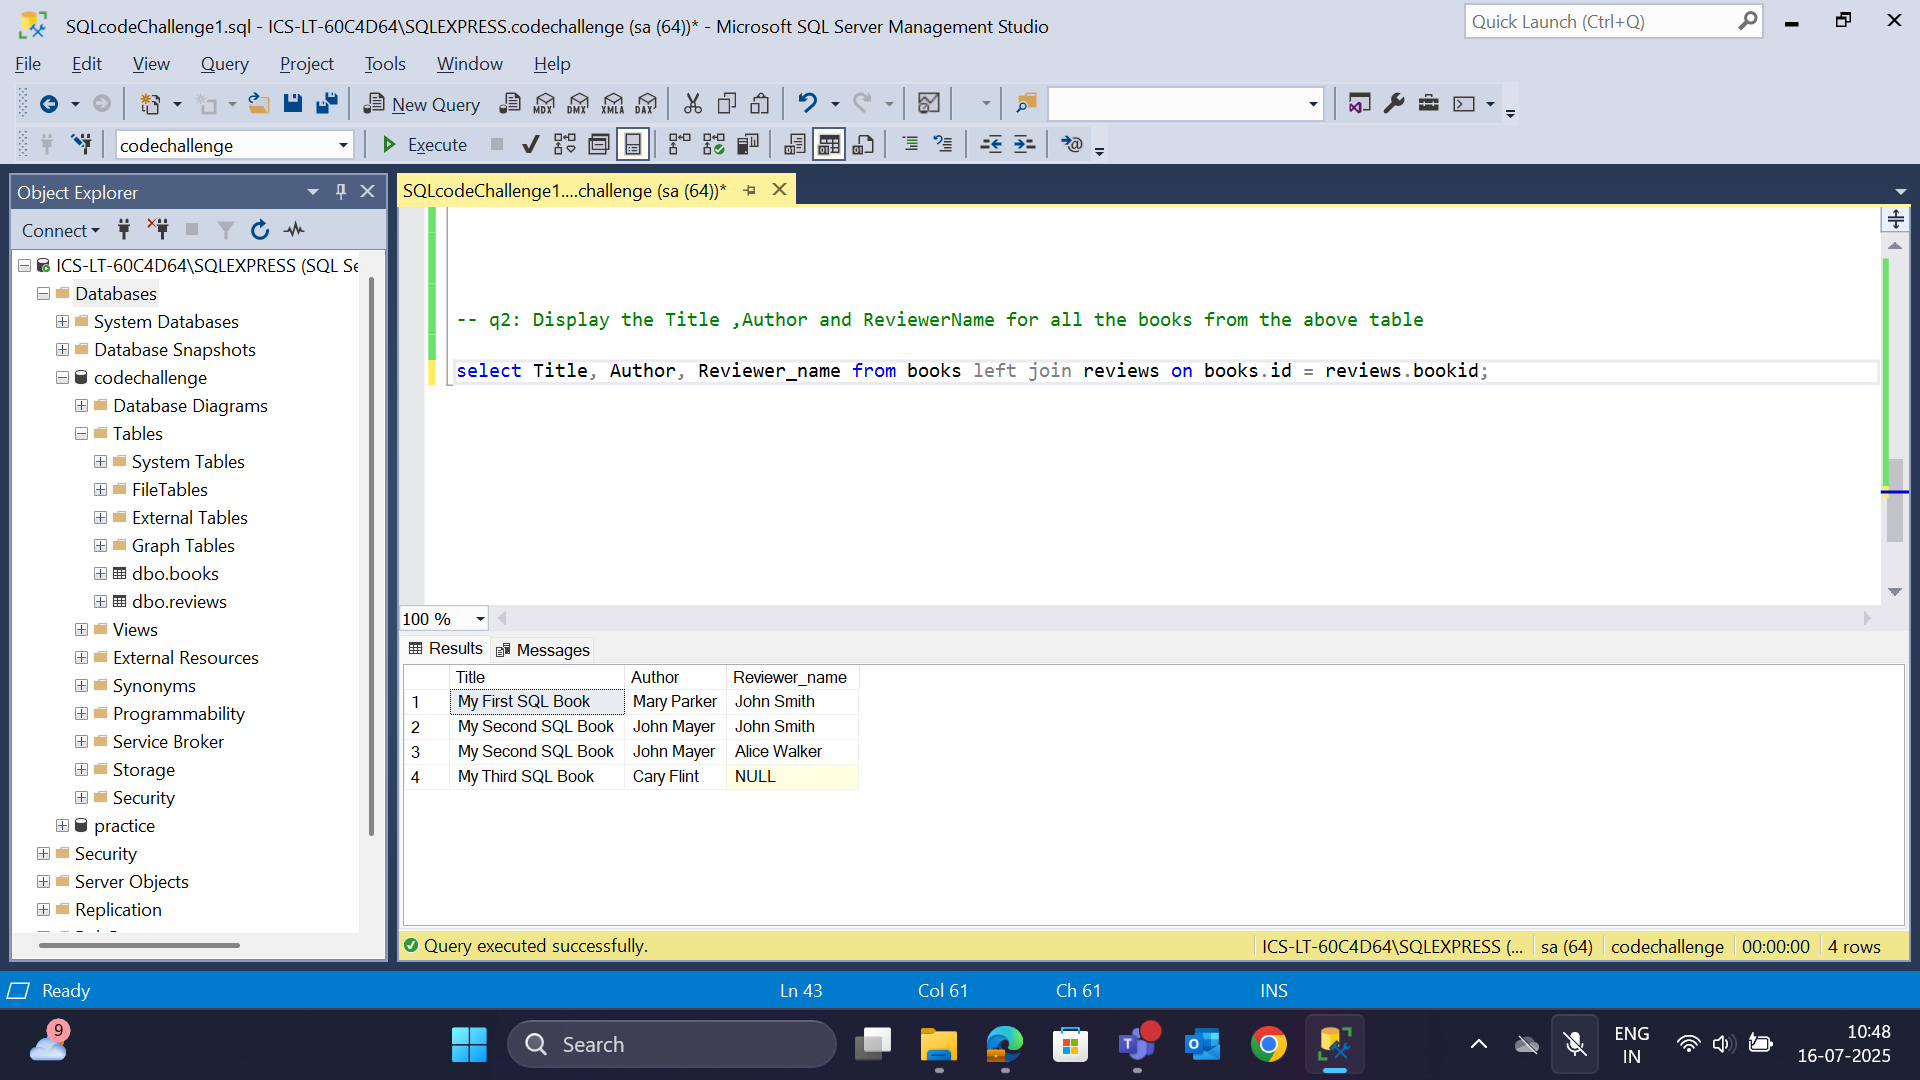 SQLcodeChallenge1.sql - ICS-LT-60C4D64\SQLEXPRESS.codechallenge (sa (64))* - Microsoft SQL Server Management Studio
Quick Launch (Ctrl+Q)
File Edit View Query Project Tools Window Help
New Query MDX DMX XMLA DAX
codechallenge Execute
Object Explorer
SQLcodeChallenge1....challenge (sa (64))*
Connect
ICS-LT-60C4D64\SQLEXPRESS (SQL Se
Databases
System Databases
Database Snapshots
codechallenge
Database Diagrams
Tables
System Tables
FileTables
External Tables
Graph Tables
dbo.books
dbo.reviews
Views
External Resources
Synonyms
Programmability
Service Broker
Storage
Security
practice
Security
Server Objects
Replication
-- q2: Display the Title ,Author and ReviewerName for all the books from the above table
select Title, Author, Reviewer_name from books left join reviews on books.id = reviews.bookid;
100 %
Results Messages
Title Author Reviewer_name
1 My First SQL Book Mary Parker John Smith
2 My Second SQL Book John Mayer John Smith
3 My Second SQL Book John Mayer Alice Walker
4 My Third SQL Book Cary Flint NULL
Query executed successfully. ICS-LT-60C4D64\SQLEXPRESS (... sa (64) codechallenge 00:00:00 4 rows
Ready Ln 43 Col 61 Ch 61 INS
9
Search
ENG
IN
10:48
16-07-2025